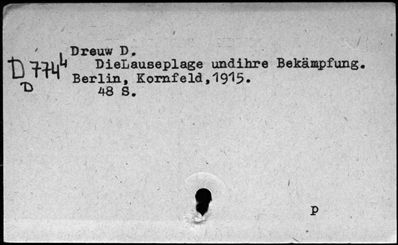 Dreuw D.
D 774 4
DieLauseplage undihre Bekämpfung.
D
Berlin, Kornfeld,1915.
48 S.
p